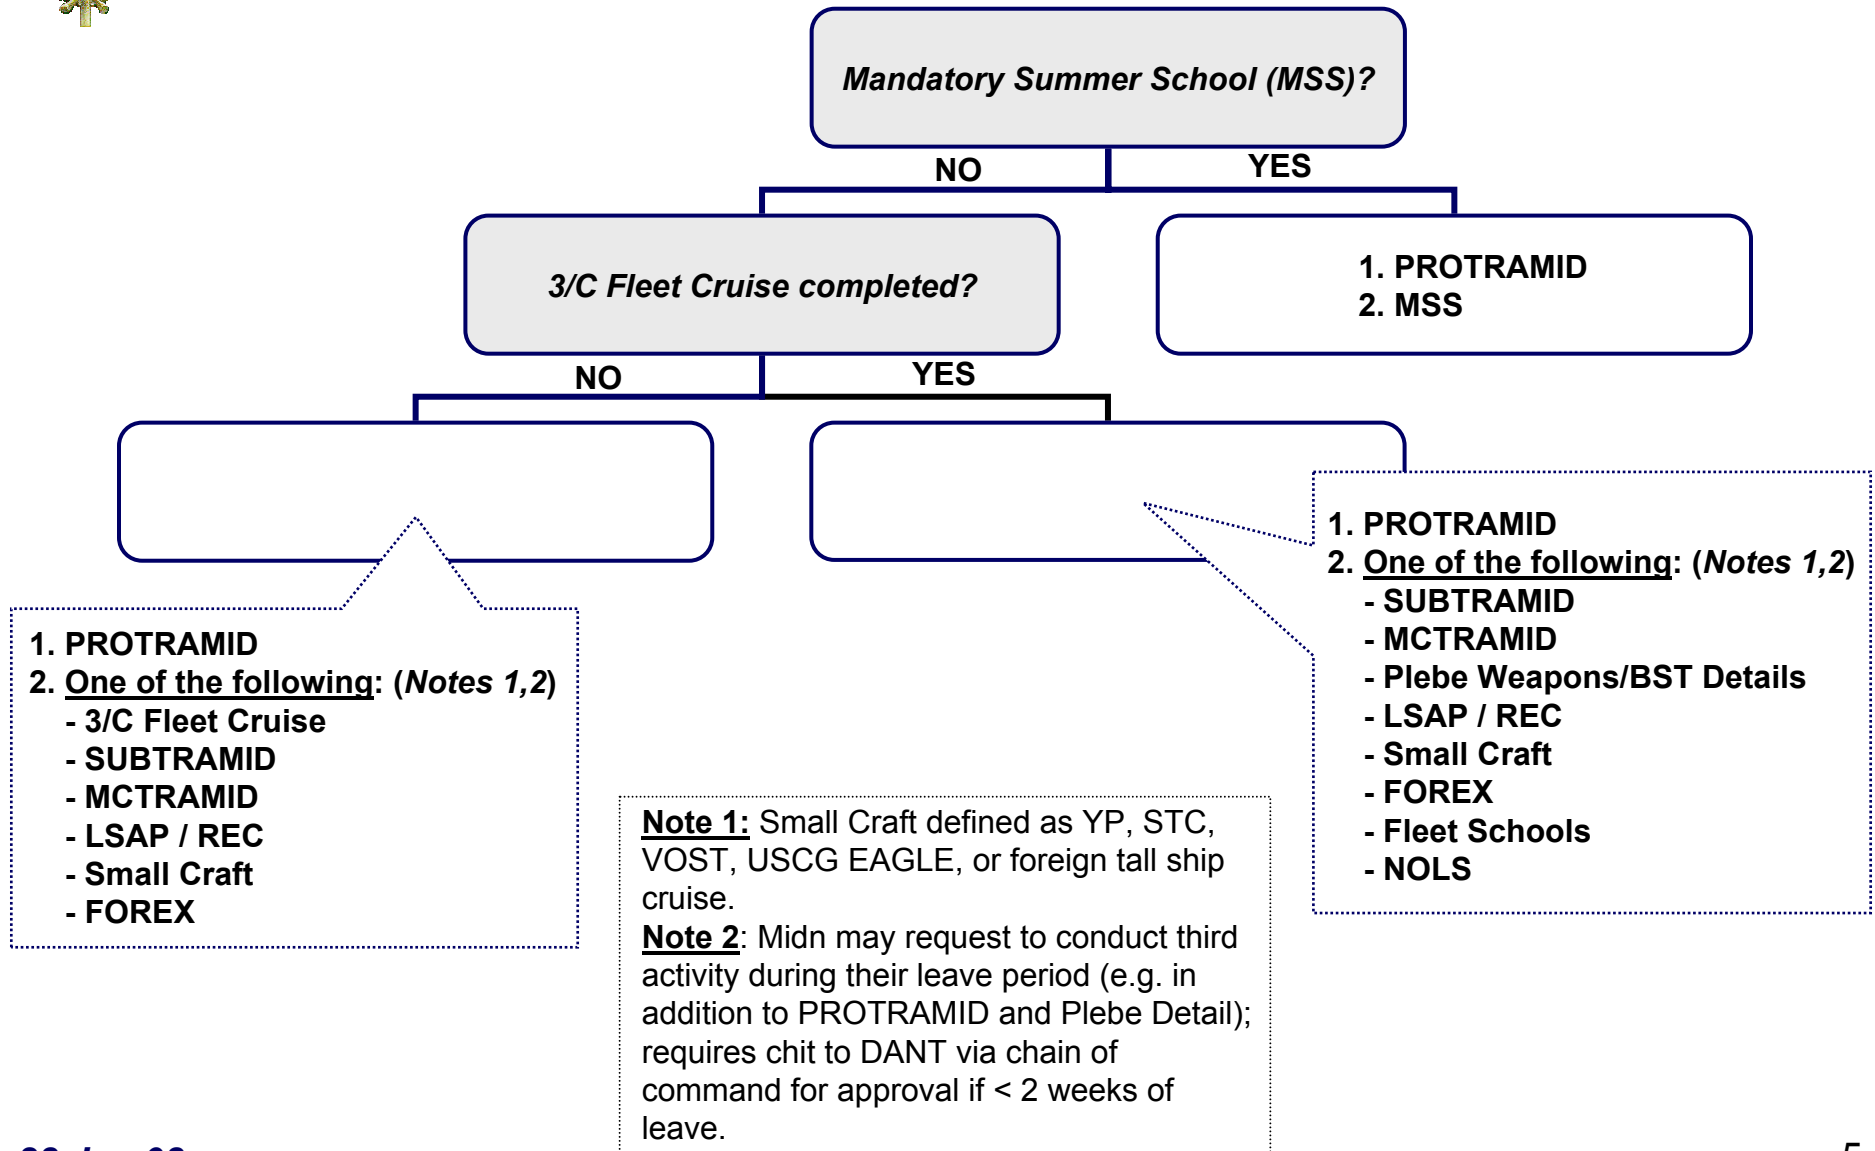 Mandatory Summer School (MSS)?
NO
YES
3/C Fleet Cruise completed?
1. PROTRAMID
2. MSS
NO
YES
1. PROTRAMID
2. One of the following: (Notes 1,2)
- 3/C Fleet Cruise
- SUBTRAMID
- MCTRAMID
- LSAP / REC
- Small Craft
- FOREX
1. PROTRAMID
2. One of the following: (Notes 1,2)
- SUBTRAMID
- MCTRAMID
- Plebe Weapons/BST Details
- LSAP / REC
- Small Craft
- FOREX
- Fleet Schools
- NOLS
Note 1: Small Craft defined as YP, STC,
VOST, USCG EAGLE, or foreign tall ship
cruise.
Note 2: Midn may request to conduct third
activity during their leave period (e.g. in
addition to PROTRAMID and Plebe Detail);
requires chit to DANT via chain of
command for approval if < 2 weeks of
leave.
5